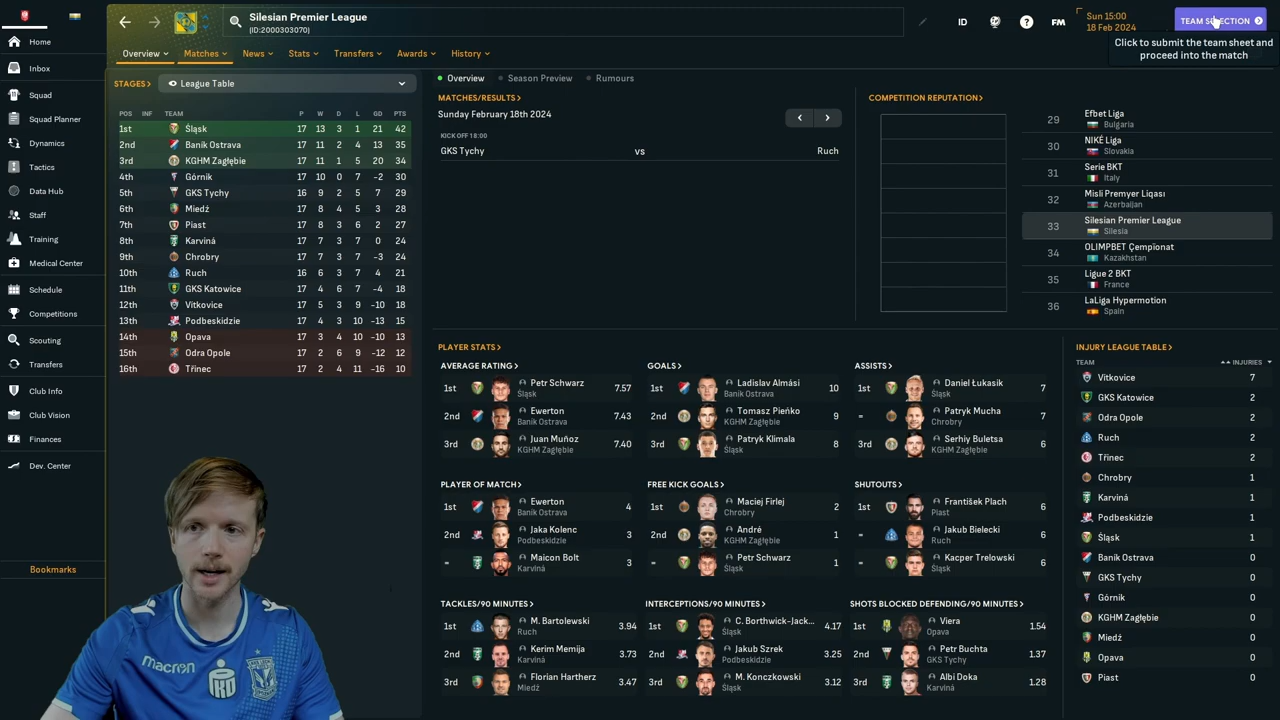 Silesian Premier League
(ID:2000303070)
ID
FM
Sun 15:00
18 Feb 2024
TEAM SELECTION
Click to submit the team sheet and
proceed into the match
Home
Inbox
Squad
Squad Planner
Dynamics
Tactics
Data Hub
Staff
Training
Medical Center
Schedule
Competitions
Scouting
Transfers
Club Info
Club Vision
Finances
Dev. Center
Bookmarks
Overview
Matches
News
Stats
Transfers
Awards
History
STAGES
League Table
POS INF TEAM P W D L GD PTS
1st Śląsk 17 13 3 1 21 42
2nd Baník Ostrava 17 11 2 4 13 35
3rd KGHM Zagłębie 17 11 1 5 20 34
4th Górnik 17 10 0 7 -2 30
5th GKS Tychy 16 9 2 5 7 29
6th Miedź 17 8 4 5 3 28
7th Piast 17 8 3 6 2 27
8th Karviná 17 7 3 7 0 24
9th Chrobry 17 7 3 7 -3 24
10th Ruch 16 6 3 7 4 21
11th GKS Katowice 17 4 6 7 -4 18
12th Vítkovice 17 5 3 9 -10 18
13th Podbeskidzie 17 4 3 10 -13 15
14th Opava 17 3 4 10 -10 13
15th Odra Opole 17 2 6 9 -12 12
16th Třinec 17 2 4 11 -16 10
Overview
Season Preview
Rumours
MATCHES/RESULTS
Sunday February 18th 2024
KICK OFF 18:00
GKS Tychy vs Ruch
COMPETITION REPUTATION
29 Efbet Liga
Bulgaria
30 NIKÉ Liga
Slovakia
31 Serie BKT
Italy
32 Misli Premyer Liqası
Azerbaijan
33 Silesian Premier League
Silesia
34 OLIMPBET Çempïonat
Kazakhstan
35 Ligue 2 BKT
France
36 LaLiga Hypermotion
Spain
PLAYER STATS
AVERAGE RATING
1st Petr Schwarz 7.57
Śląsk
2nd Ewerton 7.43
Baník Ostrava
3rd Juan Muñoz 7.40
KGHM Zagłębie
GOALS
1st Ladislav Almási 10
Baník Ostrava
2nd Tomasz Pieńko 9
KGHM Zagłębie
3rd Patryk Klimala 8
Śląsk
ASSISTS
1st Daniel Łukasik 7
Śląsk
= Patryk Mucha 7
Chrobry
3rd Serhiy Buletsa 6
KGHM Zagłębie
PLAYER OF MATCH
1st Ewerton 4
Baník Ostrava
2nd Jaka Kolenc 3
Podbeskidzie
= Maicon Bolt 3
Karviná
FREE KICK GOALS
1st Maciej Firlej 2
Chrobry
2nd André 1
KGHM Zagłębie
= Petr Schwarz 1
Śląsk
SHUTOUTS
1st František Plach 6
Piast
= Jakub Bielecki 6
Ruch
= Kacper Trelowski 6
Śląsk
TACKLES/90 MINUTES
1st M. Bartolewski 3.94
Ruch
2nd Kerim Memija 3.73
Karviná
3rd Florian Hartherz 3.47
Miedź
INTERCEPTIONS/90 MINUTES
1st C. Borthwick-Jack... 4.17
Śląsk
2nd Jakub Szrek 3.25
Podbeskidzie
3rd M. Konczkowski 3.12
Śląsk
SHOTS BLOCKED DEFENDING/90 MINUTES
1st Viera 1.54
Opava
2nd Petr Buchta 1.37
GKS Tychy
3rd Albi Doka 1.28
Karviná
INJURY LEAGUE TABLE
TEAM INJURIES
Vítkovice 7
GKS Katowice 2
Odra Opole 2
Ruch 2
Třinec 2
Chrobry 1
Karviná 1
Podbeskidzie 1
Śląsk 1
Baník Ostrava 0
GKS Tychy 0
Górnik 0
KGHM Zagłębie 0
Miedź 0
Opava 0
Piast 0
macron